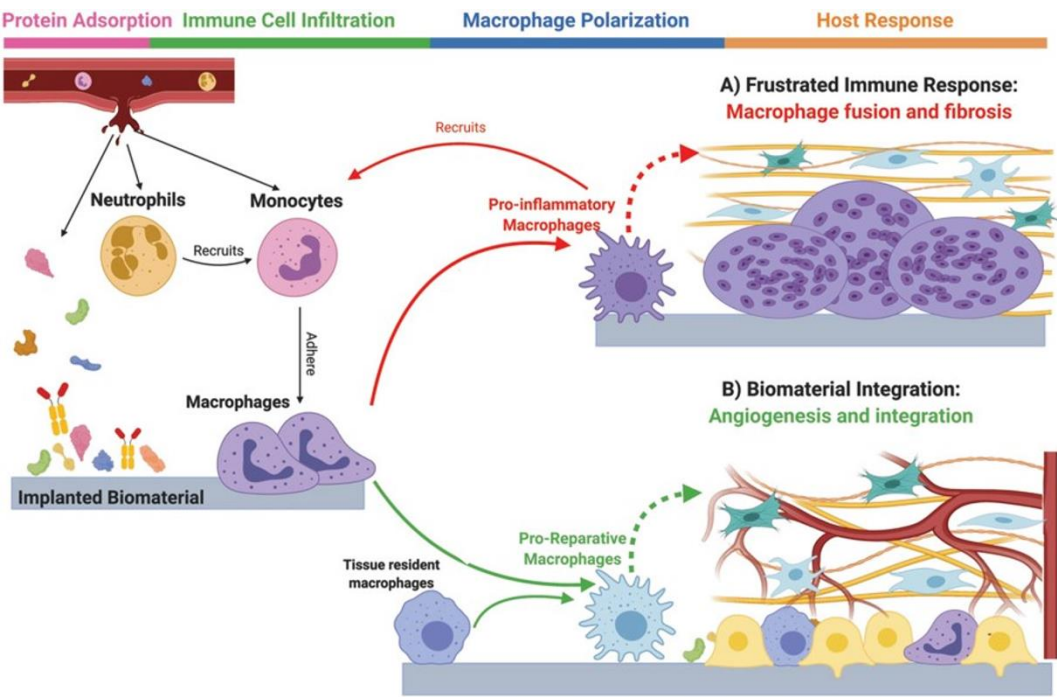 Protein Adsorption
Immune Cell Infiltration
Macrophage Polarization
Host Response
A) Frustrated Immune Response:
Macrophage fusion and fibrosis
Recruits
Neutrophils
Monocytes
Recruits
Pro-inflammatory
Macrophages
Adhere
Macrophages
Implanted Biomaterial
B) Biomaterial Integration:
Angiogenesis and integration
Pro-Reparative
Macrophages
Tissue resident
macrophages